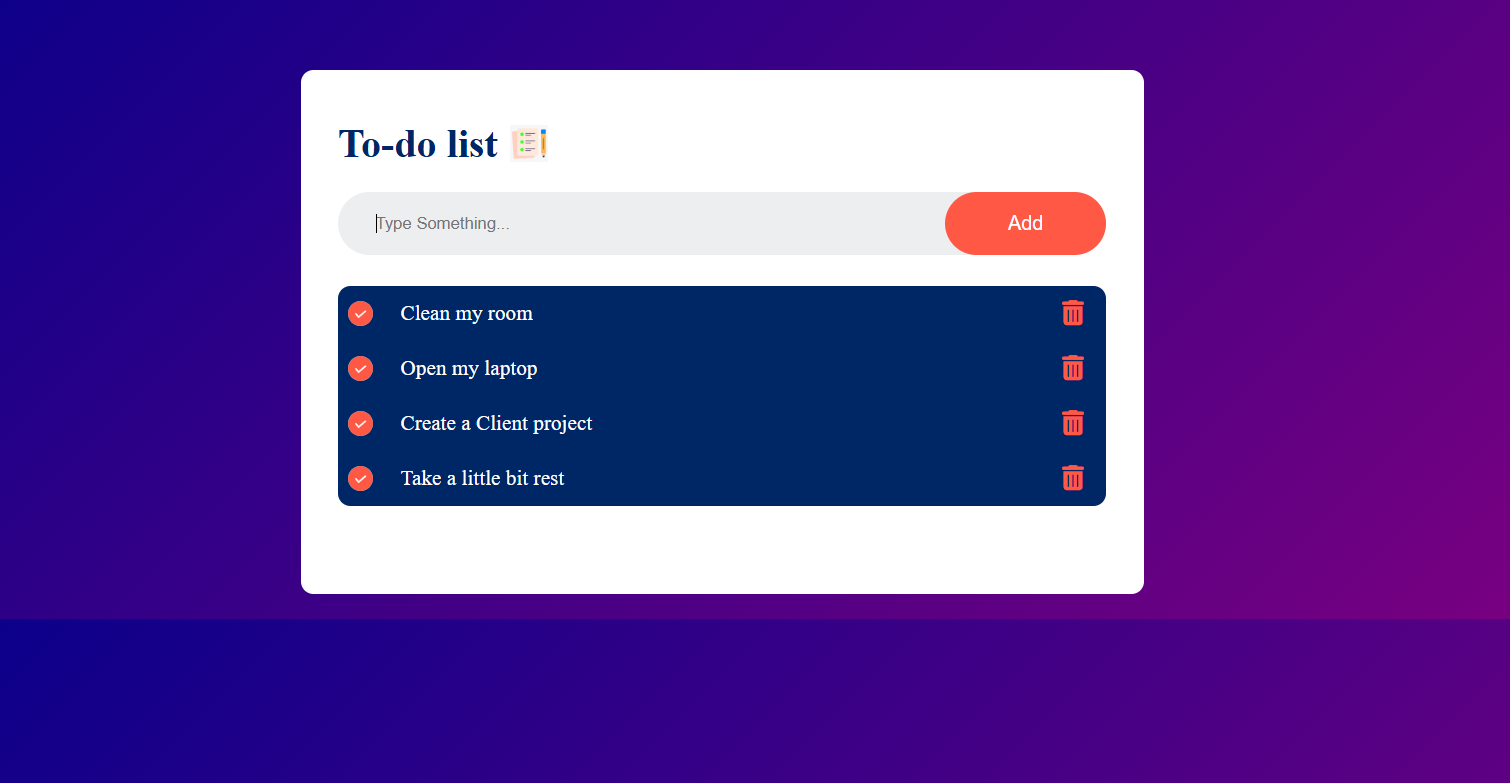 To-do list
Type Something...
Add
Clean my room
Open my laptop
Create a Client project
Take a little bit rest